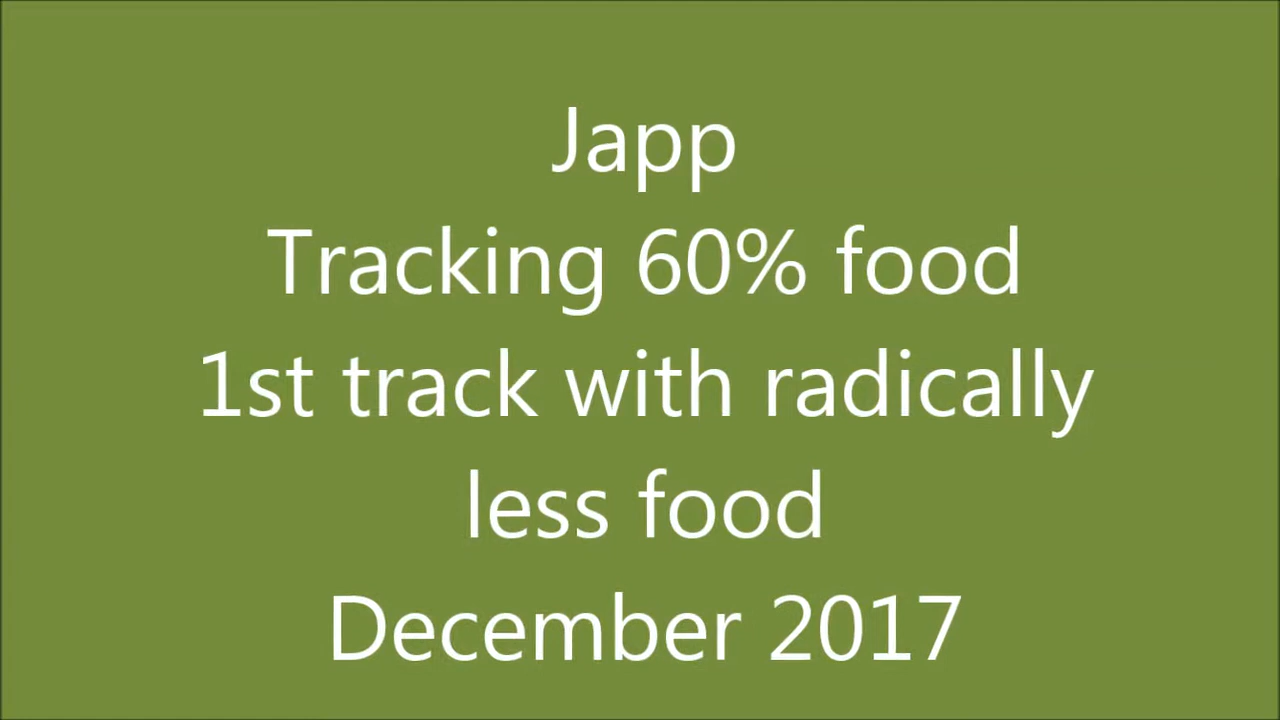 Japp
Tracking 60% food
1st track with radically
less food
December 2017